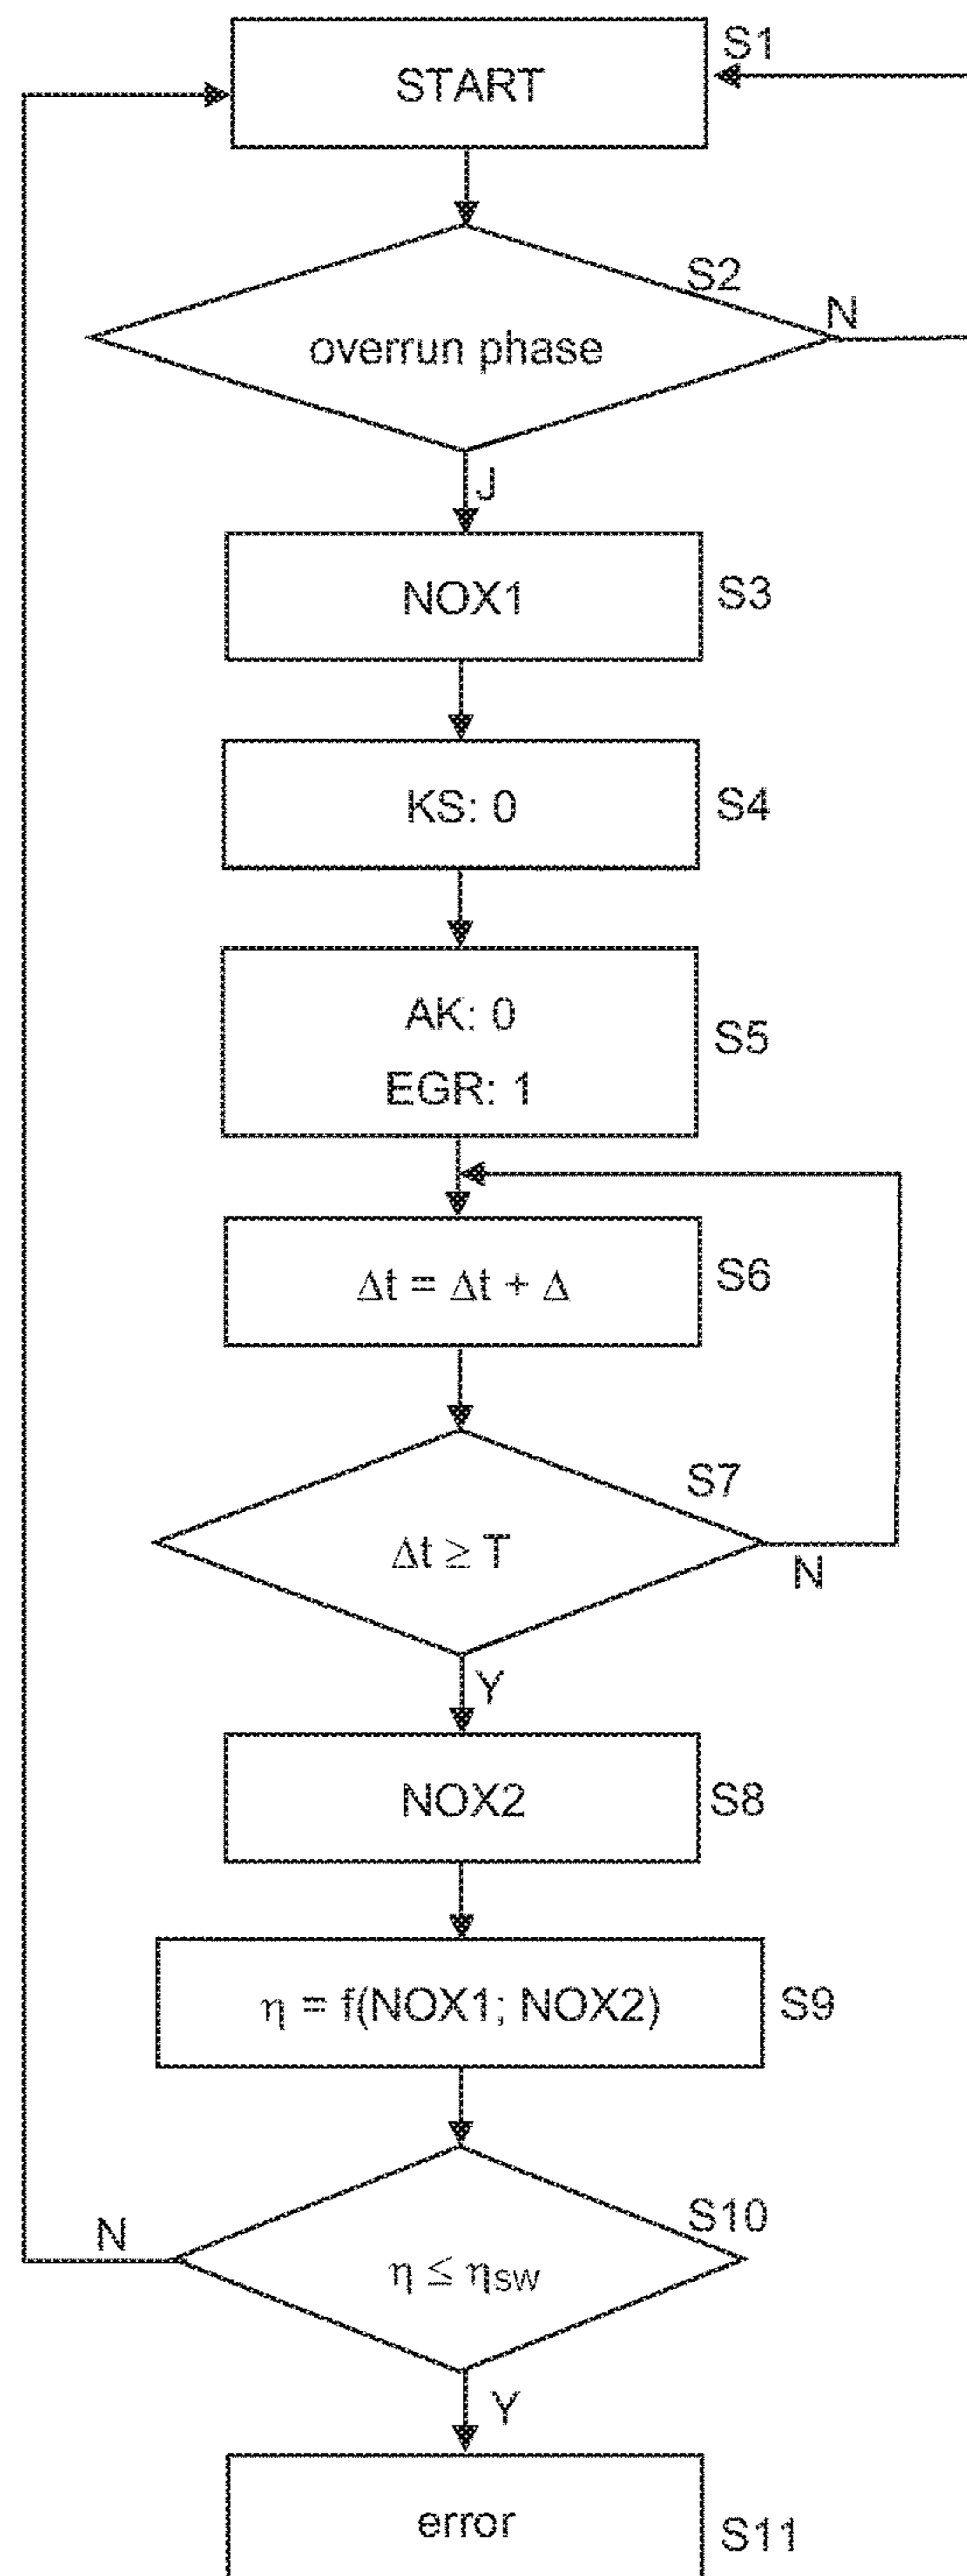 S1
START
S2
N
overrun phase
J
NOX1
S3
KS: 0
S4
AK: 0
EGR: 1
S5
Δt = Δt + Δ
S6
S7
Δt ≥ T
N
Y
NOX2
S8
η = f(NOX1; NOX2)
S9
S10
N
η ≤ ηSW
Y
error
S11